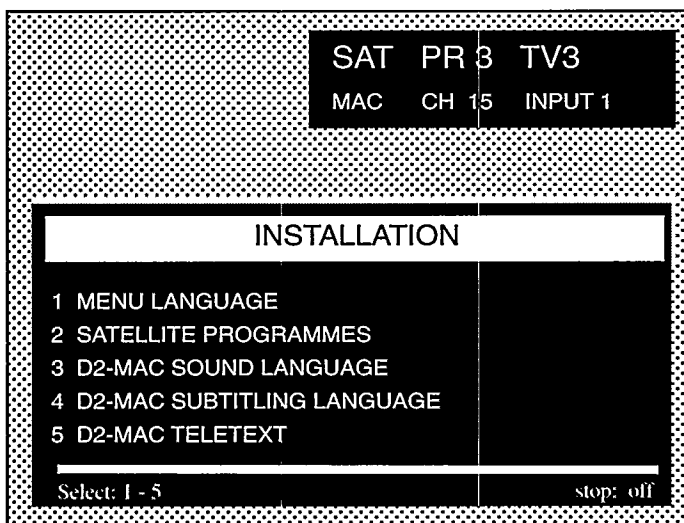 SAT PR 3 TV3
MAC CH 15 INPUT 1
INSTALLATION
1 MENU LANGUAGE
2 SATELLITE PROGRAMMES
3 D2-MAC SOUND LANGUAGE
4 D2-MAC SUBTITLING LANGUAGE
5 D2-MAC TELETEXT
Select: 1 - 5 stop: off